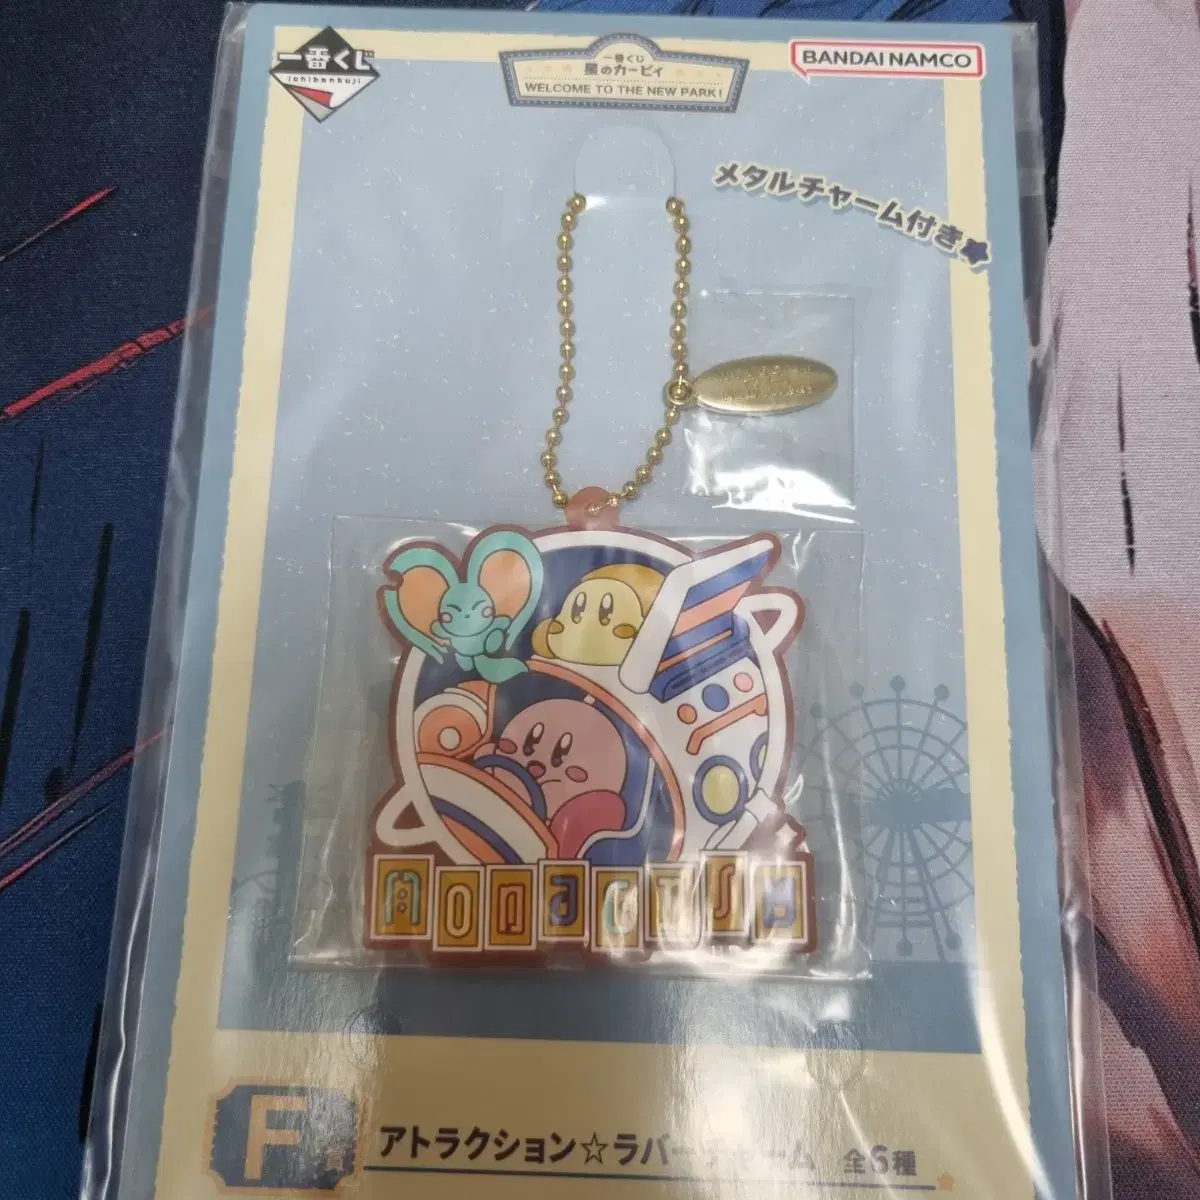 一番くじ
ichibankuji
一番くじ
星のカービィ
WELCOME TO THE NEW PARK!
BANDAI NAMCO
メタルチャーム付き★
F賞
アトラクション☆ラバーチャーム 全6種